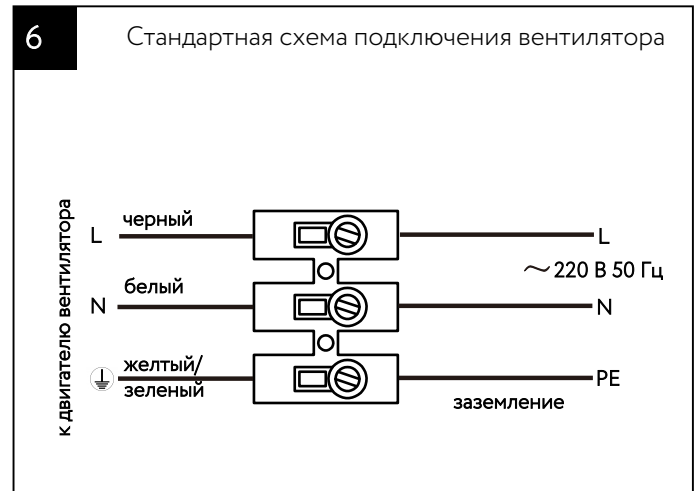 6
Стандартная схема подключения вентилятора
к двигателю вентилятора
L
черный
L
~ 220 В 50 Гц
N
белый
N
желтый/
зеленый
PE
заземление